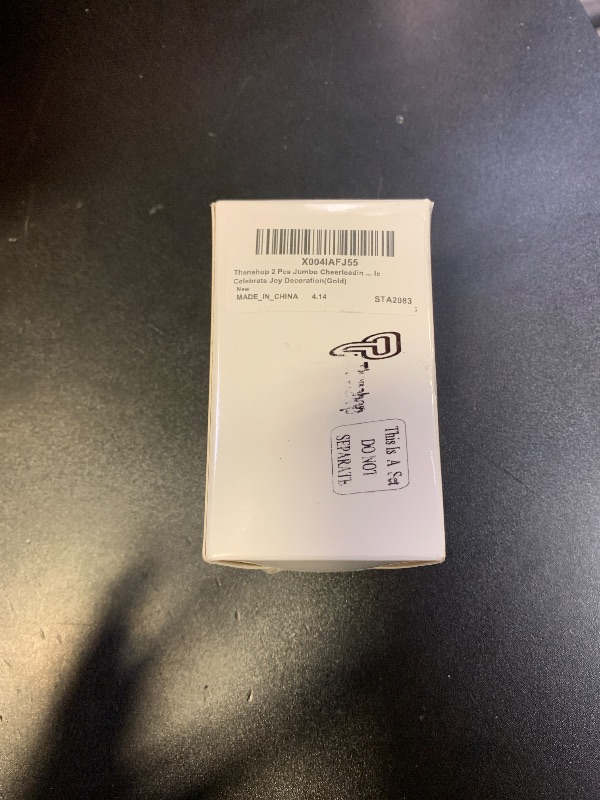 X004IAFJ55
Thenshop 2 Pcs Jumbo Cheerleadin ... le
Celebrate Joy Decoration(Gold)
New
MADE_IN_CHINA 4.14 STA2083
Thenshop
This Is A Set
DO NOT
SEPARATE